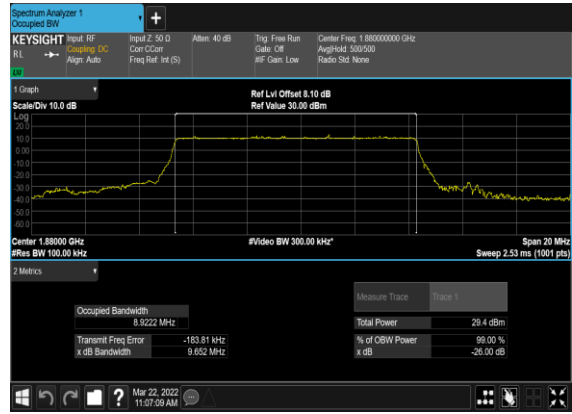 Spectrum Analyzer 1
Occupied BW
+
KEYSIGHT Input: RF Input Z: 50 Ω Atten: 40 dB Trig: Free Run Center Freq: 1.880000000 GHz
RL Coupling: DC Corr CCorr Gate: Off Avg|Hold: 500/500
Align: Auto Freq Ref: Int (S) #IF Gain: Low Radio Std: None
1 Graph
Ref Lvl Offset 8.10 dB
Scale/Div 10.0 dB Ref Value 30.00 dBm
Log
20.0
10.0
0.00
-10.0
-20.0
-30.0
-40.0
-50.0
-60.0
Center 1.88000 GHz #Video BW 300.00 kHz* Span 20 MHz
#Res BW 100.00 kHz Sweep 2.53 ms (1001 pts)
2 Metrics
Measure Trace Trace 1
Occupied Bandwidth
8.9222 MHz Total Power 29.4 dBm
Transmit Freq Error -183.81 kHz % of OBW Power 99.00 %
x dB Bandwidth 9.652 MHz x dB -26.00 dB
? Mar 22, 2022
11:07:09 AM